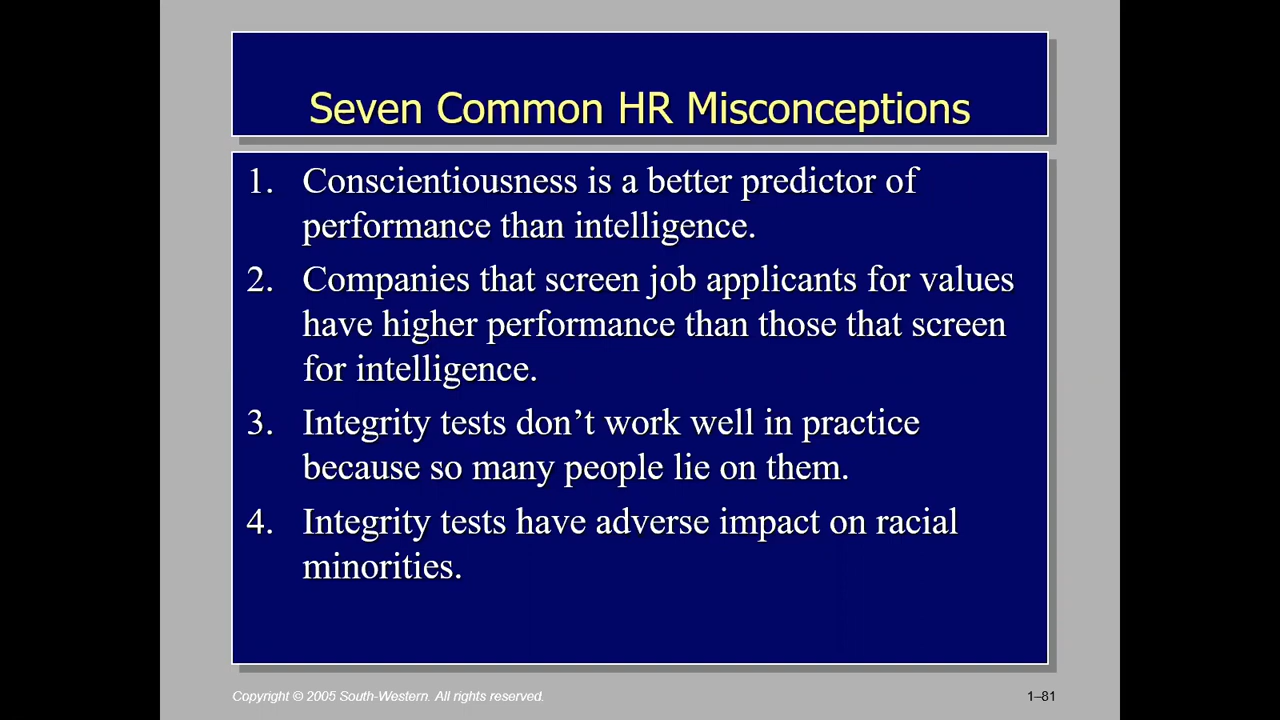 Seven Common HR Misconceptions
1. Conscientiousness is a better predictor of
performance than intelligence.
2. Companies that screen job applicants for values
have higher performance than those that screen
for intelligence.
3. Integrity tests don’t work well in practice
because so many people lie on them.
4. Integrity tests have adverse impact on racial
minorities.
Copyright © 2005 South-Western. All rights reserved.
1–81